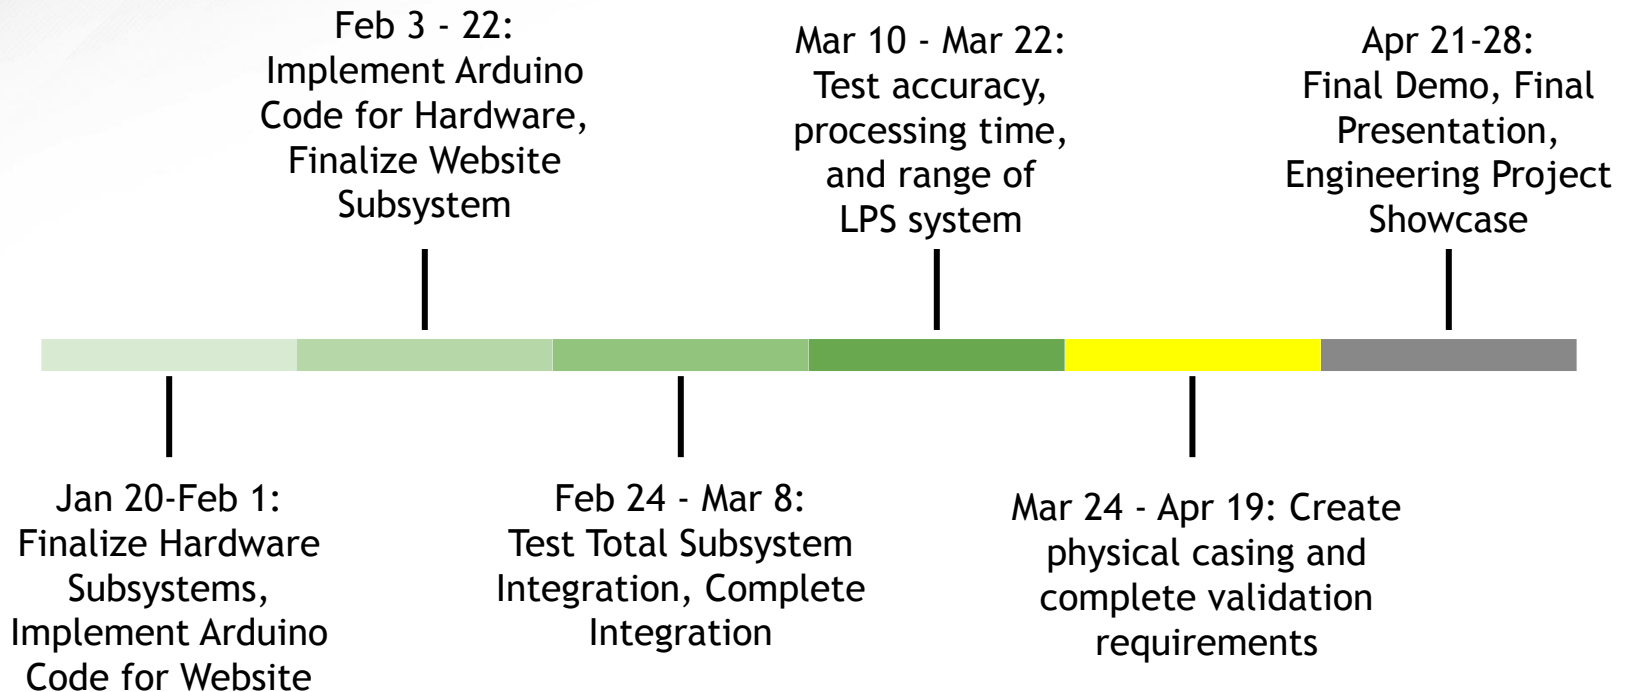 Feb 3 - 22:
Implement Arduino
Code for Hardware,
Finalize Website
Subsystem
Mar 10 - Mar 22:
Test accuracy,
processing time,
and range of
LPS system
Apr 21-28:
Final Demo, Final
Presentation,
Engineering Project
Showcase
Jan 20-Feb 1:
Finalize Hardware
Subsystems,
Implement Arduino
Code for Website
Feb 24 - Mar 8:
Test Total Subsystem
Integration, Complete
Integration
Mar 24 - Apr 19: Create
physical casing and
complete validation
requirements